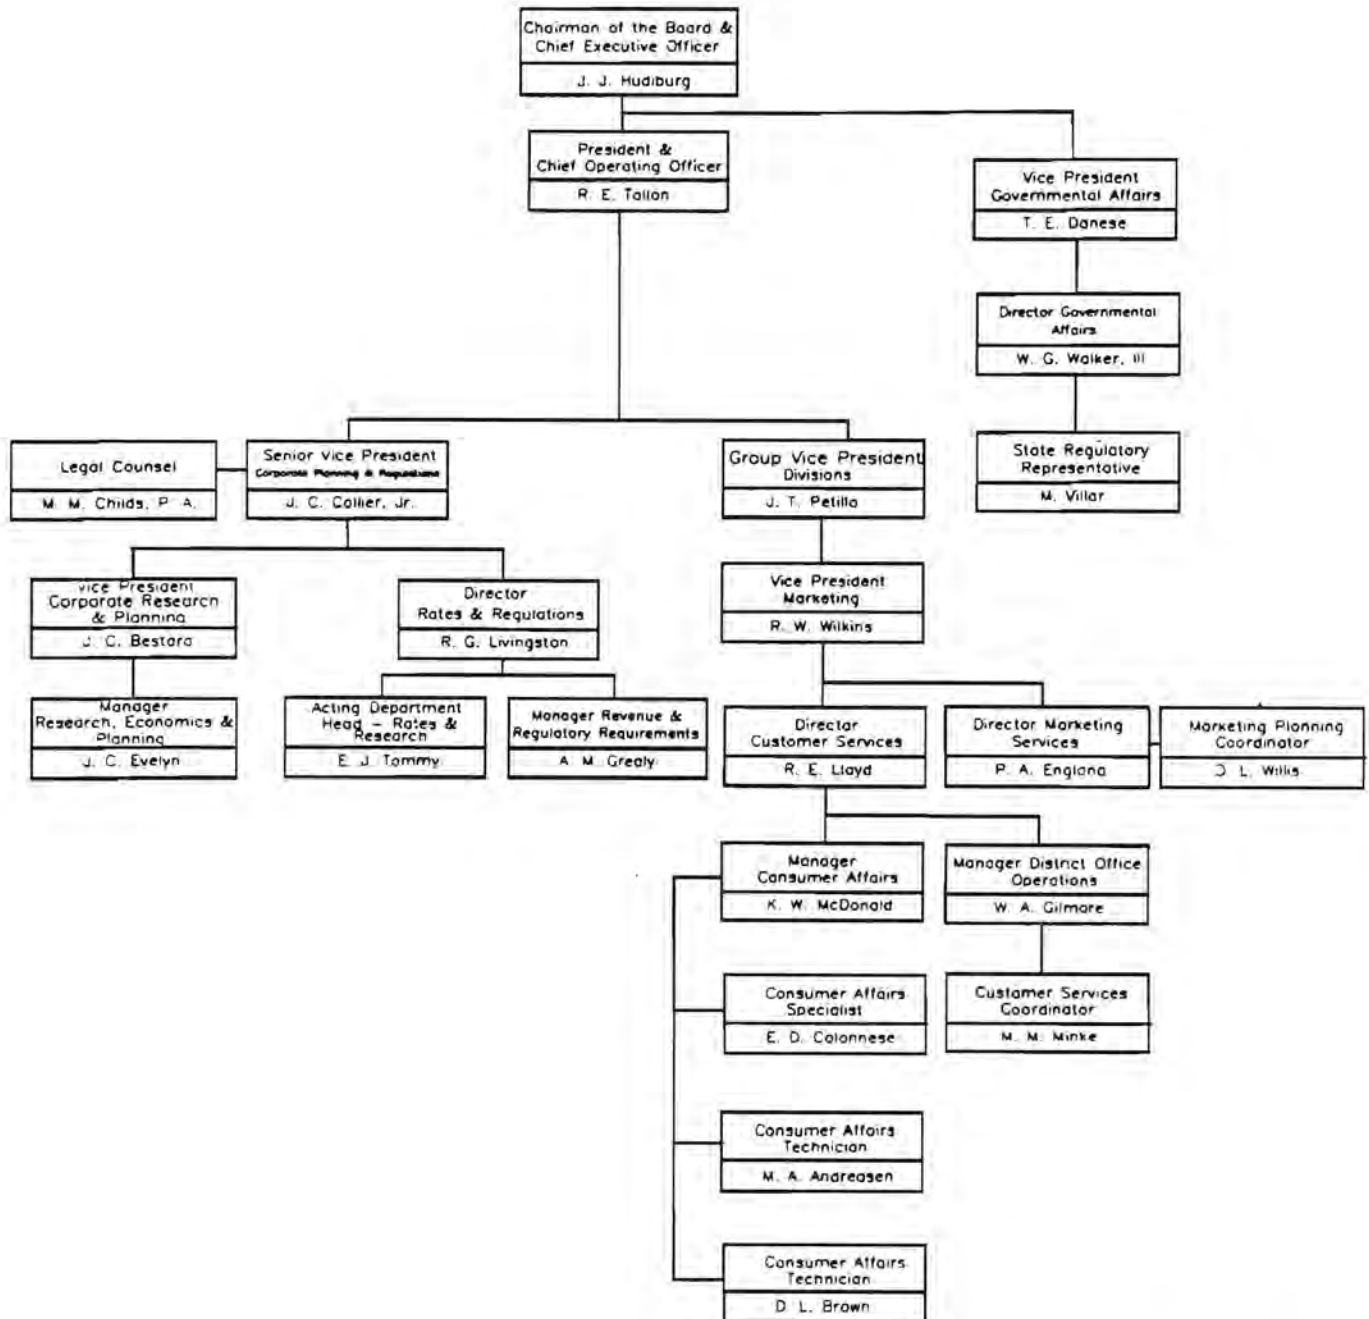 Chairman of the Board &
Chief Executive Officer
J. J. Hudiburg
President &
Chief Operating Officer
R. E. Tallon
Vice President
Governmental Affairs
T. E. Danese
Director Governmental
Affairs
W. G. Walker, III
State Regulatory
Representative
M. Villar
Legal Counsel
M. M. Childs, P. A.
Senior Vice President
Corporate Planning & Regulations
J. C. Collier, Jr.
Group Vice President
Divisions
J. T. Petillo
Vice President
Corporate Research
& Planning
J. C. Bestard
Director
Rates & Regulations
R. G. Livingston
Vice President
Marketing
R. W. Wilkins
Manager
Research, Economics &
Planning
J. C. Evelyn
Acting Department
Head – Rates &
Research
E. J. Tommy
Manager Revenue &
Regulatory Requirements
A. M. Grealy
Director
Customer Services
R. E. Lloyd
Director Marketing
Services
P. A. England
Marketing Planning
Coordinator
L. Willis
Manager
Consumer Affairs
K. W. McDonald
Manager District Office
Operations
W. A. Gilmore
Consumer Affairs
Specialist
E. D. Colonnese
Customer Services
Coordinator
M. M. Minke
Consumer Affairs
Technician
M. A. Andreasen
Consumer Affairs
Technician
D. L. Brown